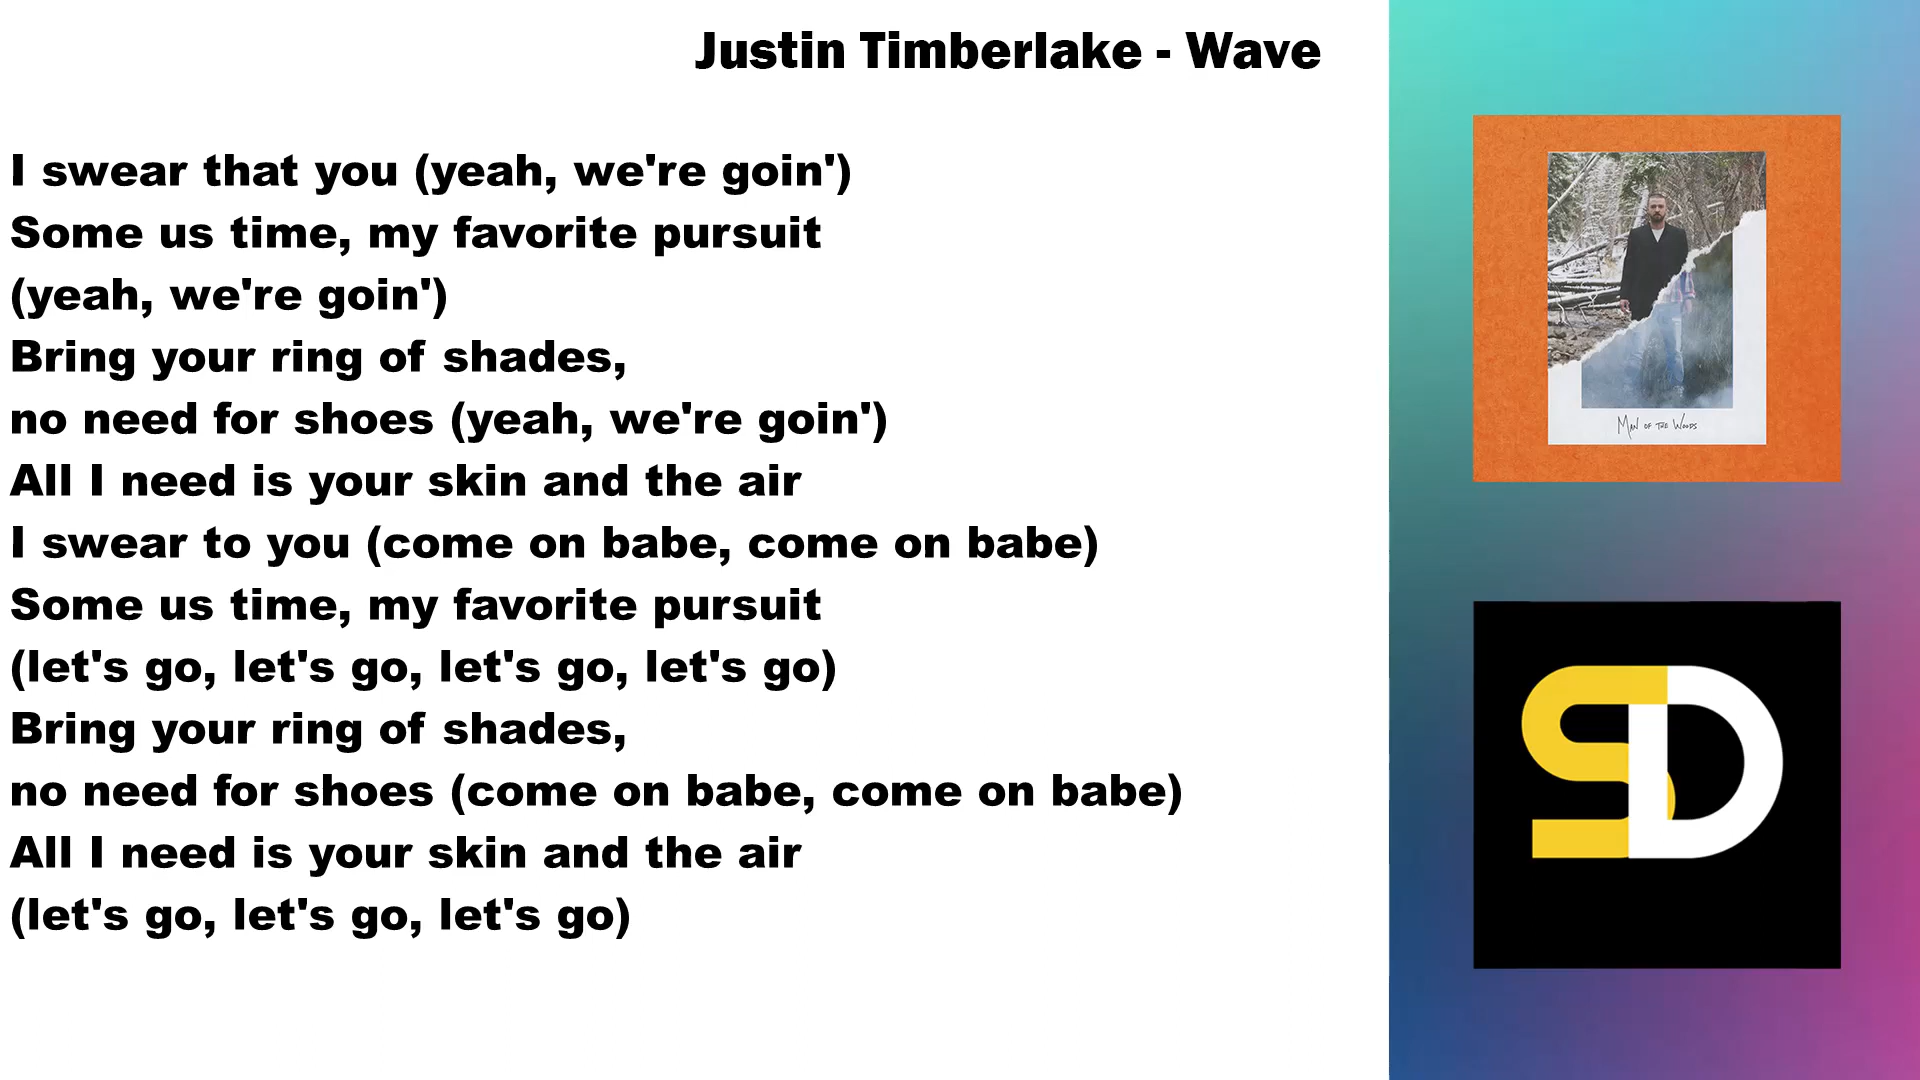 Justin Timberlake - Wave
I swear that you (yeah, we're goin')
Some us time, my favorite pursuit
(yeah, we're goin')
Bring your ring of shades,
no need for shoes (yeah, we're goin')
All I need is your skin and the air
I swear to you (come on babe, come on babe)
Some us time, my favorite pursuit
(let's go, let's go, let's go, let's go)
Bring your ring of shades,
no need for shoes (come on babe, come on babe)
All I need is your skin and the air
(let's go, let's go, let's go)
MAN OF THE WOODS
SD